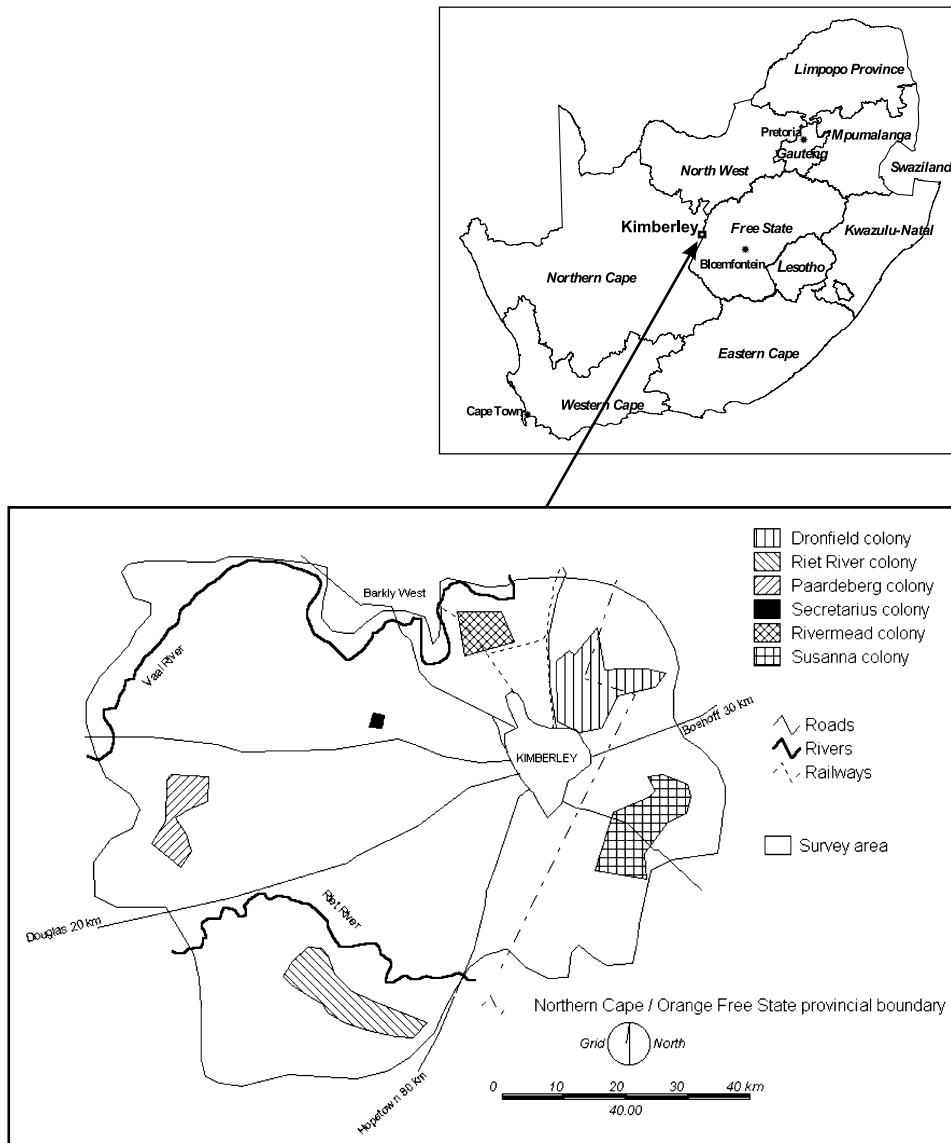 Limpopo Province
Pretoria
Mpumalanga
Gauteng
Swaziland
North West
Kimberley
Free State
Kwazulu-Natal
Bloemfontein
Lesotho
Northern Cape
Eastern Cape
Western Cape
Cape Town
Dronfield colony
Riet River colony
Paardeberg colony
Secretarius colony
Rivermead colony
Susanna colony
Barkly West
Vaal River
Boshoff 30 km
Roads
Rivers
Railways
KIMBERLEY
Survey area
Riet River
Douglas 20 km
Northern Cape / Orange Free State provincial boundary
Grid North
Hopetown 80 km
0 10 20 30 40 km
40.00